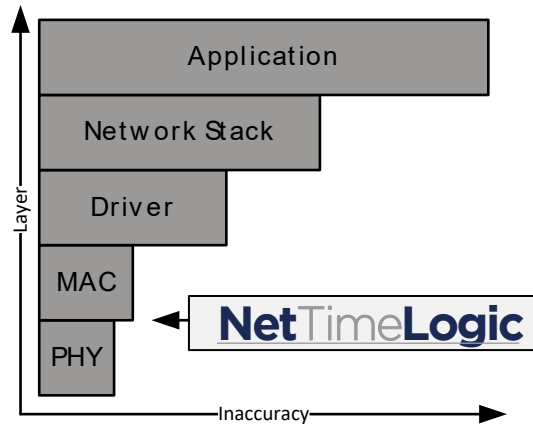 Application
Network Stack
Driver
MAC
NetTimeLogic
PHY
Layer
Inaccuracy